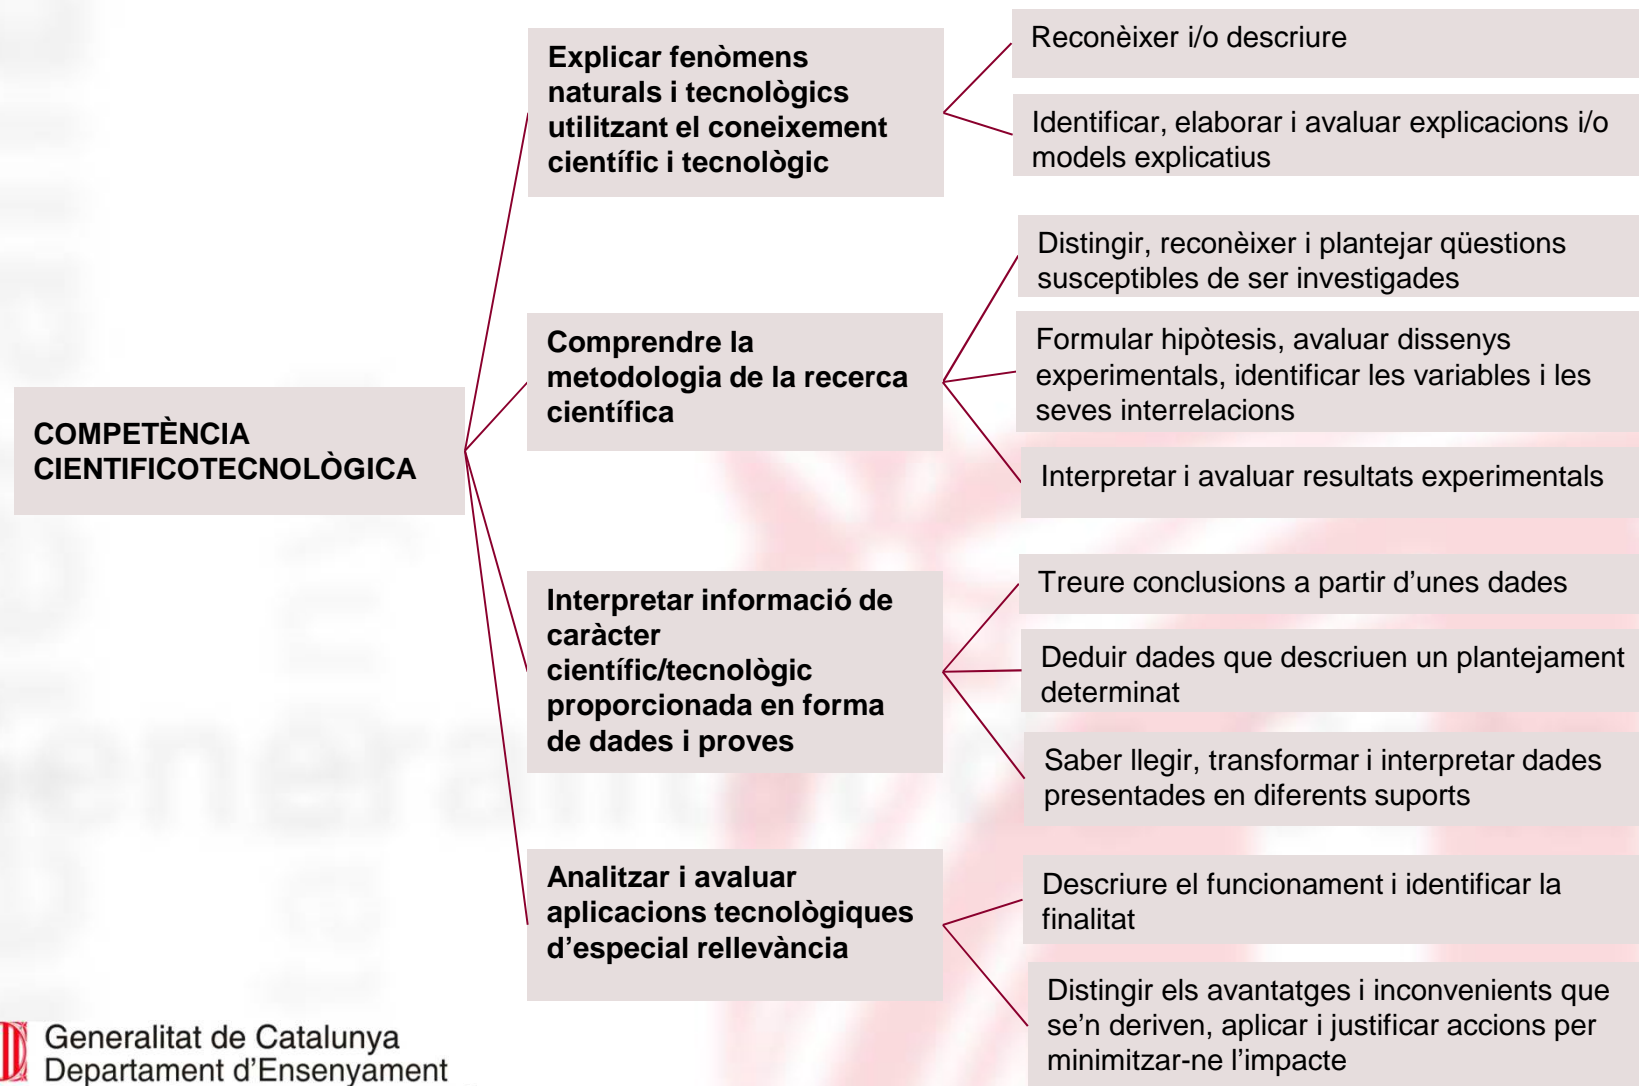 COMPETÈNCIA
CIENTIFICOTECNOLÒGICA
Explicar fenòmens
naturals i tecnològics
utilitzant el coneixement
científic i tecnològic
Reconèixer i/o descriure
Identificar, elaborar i avaluar explicacions i/o
models explicatius
Comprendre la
metodologia de la recerca
científica
Distingir, reconèixer i plantejar qüestions
susceptibles de ser investigades
Formular hipòtesis, avaluar dissenys
experimentals, identificar les variables i les
seves interrelacions
Interpretar i avaluar resultats experimentals
Interpretar informació de
caràcter
científic/tecnològic
proporcionada en forma
de dades i proves
Treure conclusions a partir d’unes dades
Deduir dades que descriuen un plantejament
determinat
Saber llegir, transformar i interpretar dades
presentades en diferents suports
Analitzar i avaluar
aplicacions tecnològiques
d’especial rellevància
Descriure el funcionament i identificar la
finalitat
Distingir els avantatges i inconvenients que
se’n deriven, aplicar i justificar accions per
minimitzar-ne l’impacte
Generalitat de Catalunya
Departament d’Ensenyament